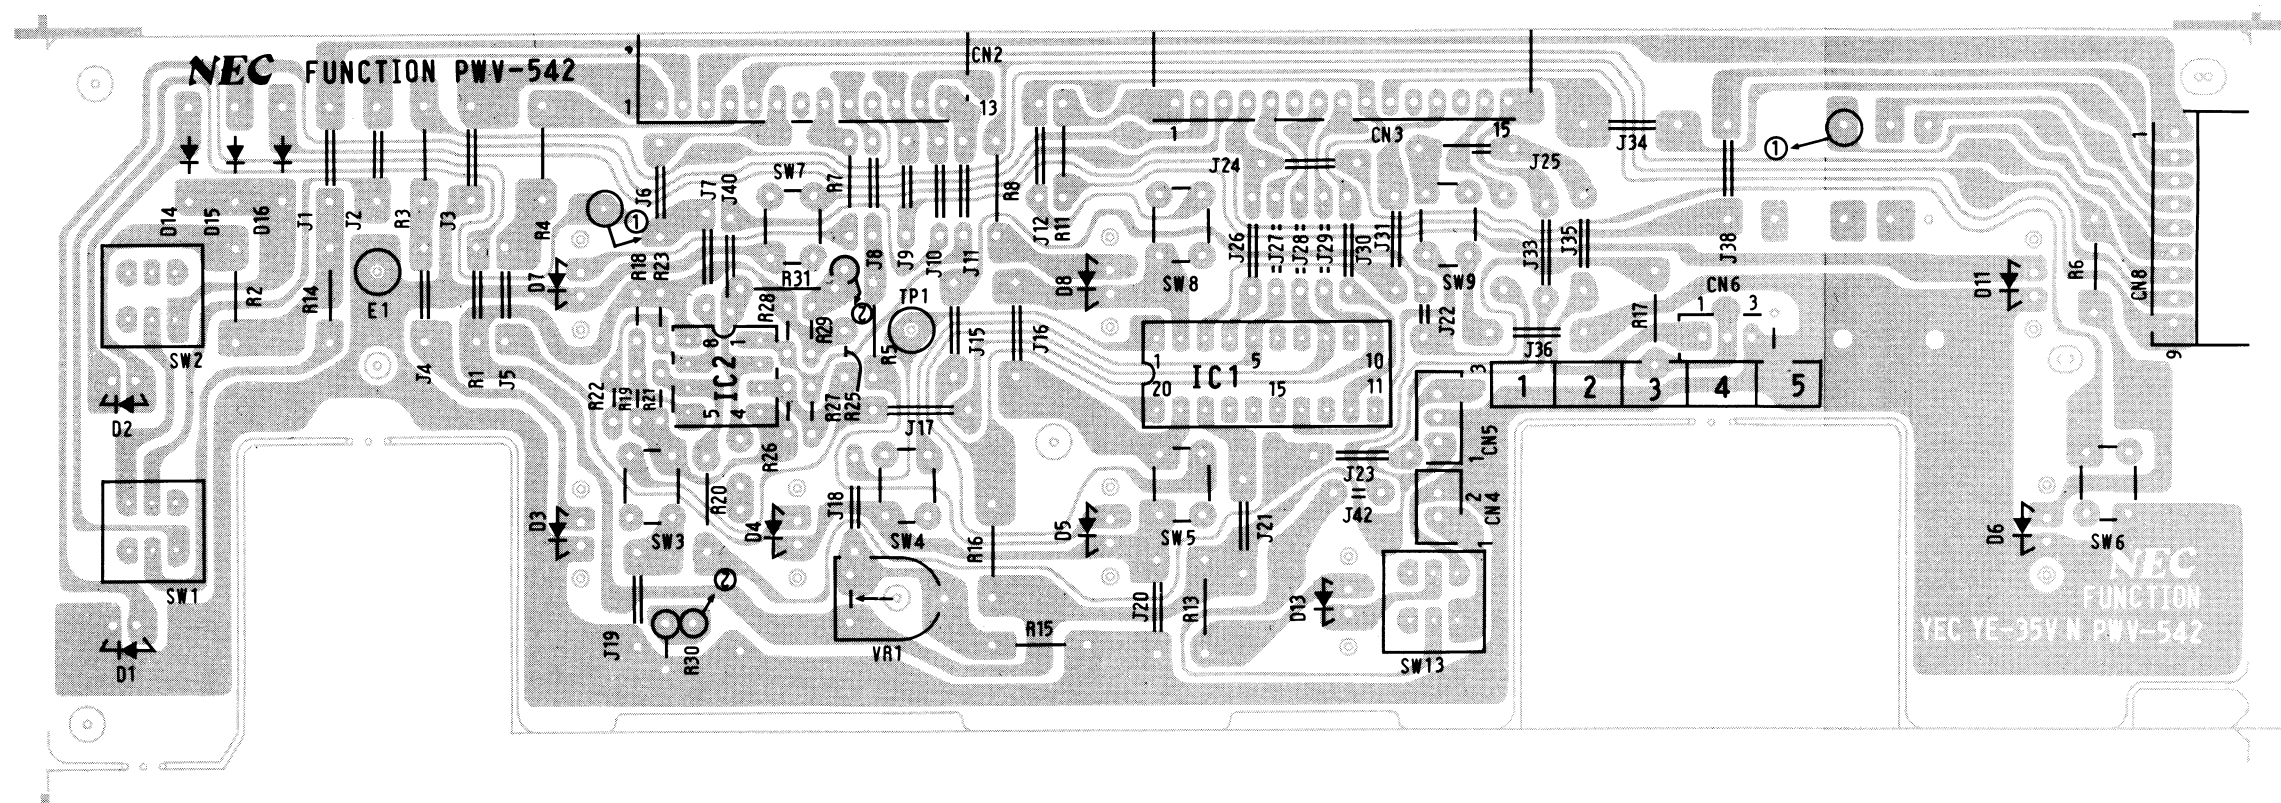 NEC FUNCTION PWV-542
CN2
1
13
1
CN3
15
J34
1
1
D14
D15
D16
J1
J2
R3
J3
R4
J6
1
J7
J40
SW7
R7
R8
J12
R11
J24
J25
J38
SW2
R2
R14
E1
D7
R18
R23
R31
J8
J9
J10
J11
D8
SW8
J26
J27
J28
J29
J30
J31
SW9
J33
J35
CN6
1
3
D11
R6
CN8
9
J4
R1
J5
R28
R29
2
R5
TP1
J15
J16
J22
J36
R17
IC2
8
1
5
4
R22
R19
R21
R27
R25
J17
R26
IC1
1
5
10
20
15
11
3
CN5
1
1 2 3 4 5
D2
SW1
D3
SW3
R20
D4
J18
SW4
R16
D5
SW5
J21
J23
J42
2
CN4
1
D6
SW6
D1
J19
R30
2
VR1
R15
J20
R13
D13
SW13
NEC
FUNCTION
YEC YE-35V N PWV-542